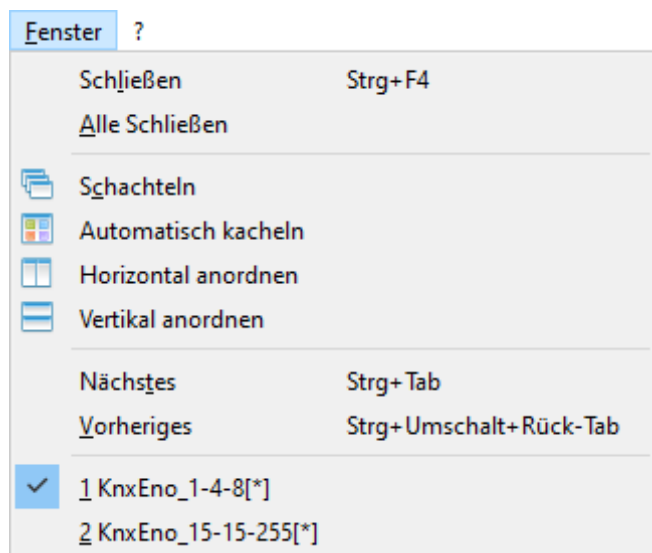 Fenster ?
Schließen Strg+F4
Alle Schließen
Schachteln
Automatisch kacheln
Horizontal anordnen
Vertikal anordnen
Nächstes Strg+Tab
Vorheriges Strg+Umschalt+Rück-Tab
1 KnxEno_1-4-8[*]
2 KnxEno_15-15-255[*]